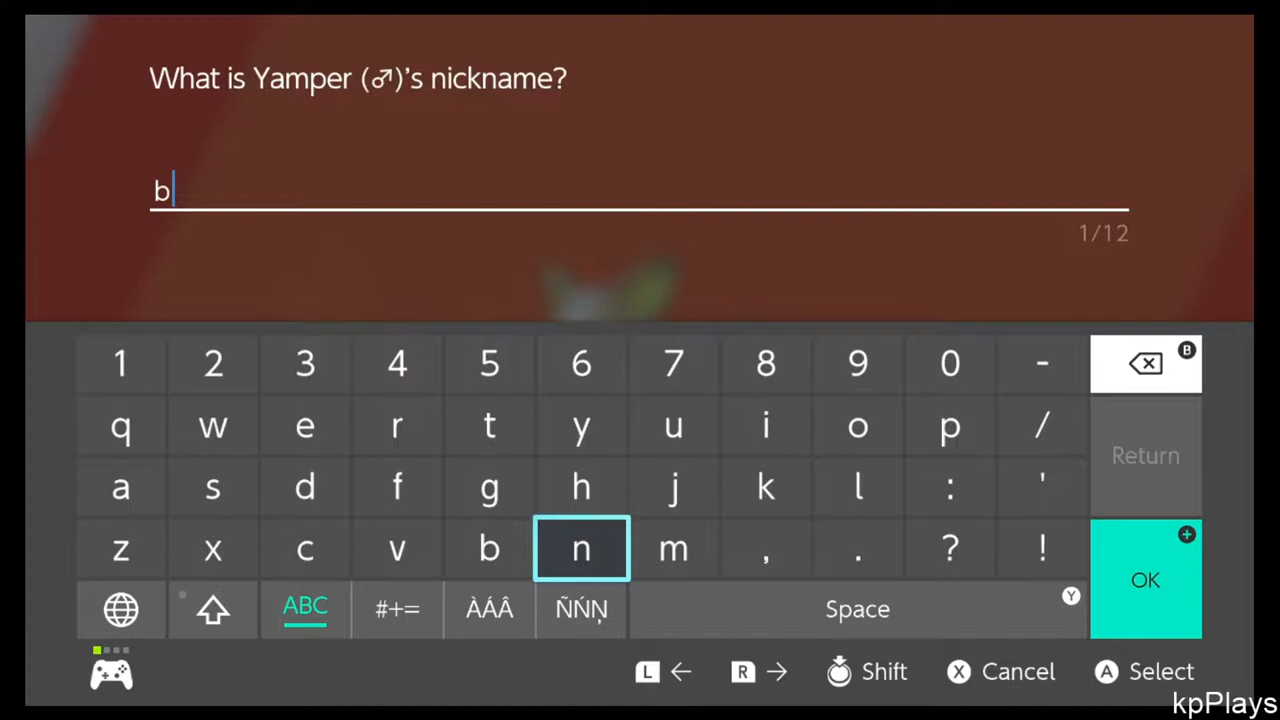 What is Yamper (♂)'s nickname?
b
1/12
1 2 3 4 5 6 7 8 9 0 - B
q w e r t y u i o p / Return
a s d f g h j k l : '
z x c v b n m , . ? ! + OK
ABC #+= ÀÁÂ ÑŃŅ Space Y
L ← R → Shift X Cancel A Select
kpPlays